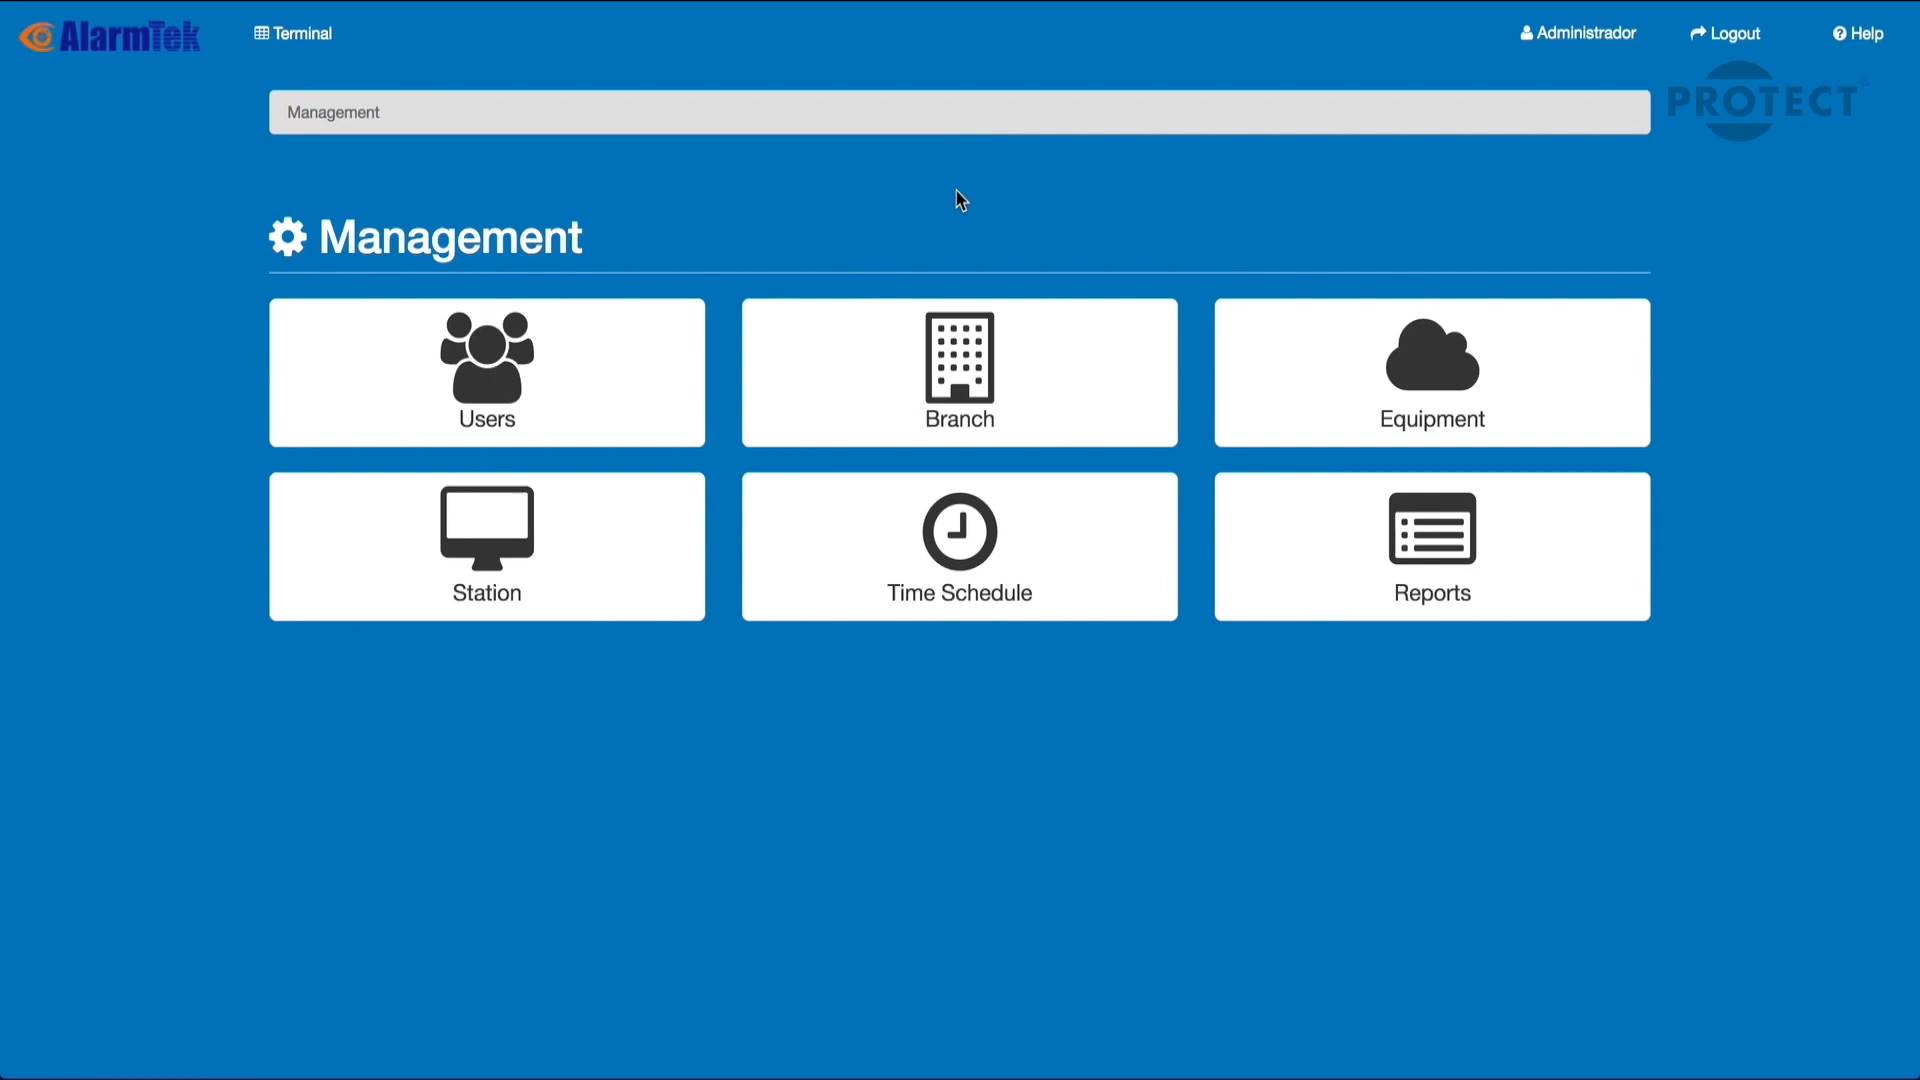 AlarmTek
Terminal
Administrador
Logout
Help
PROTECT®
Management
Management
Users
Branch
Equipment
Station
Time Schedule
Reports